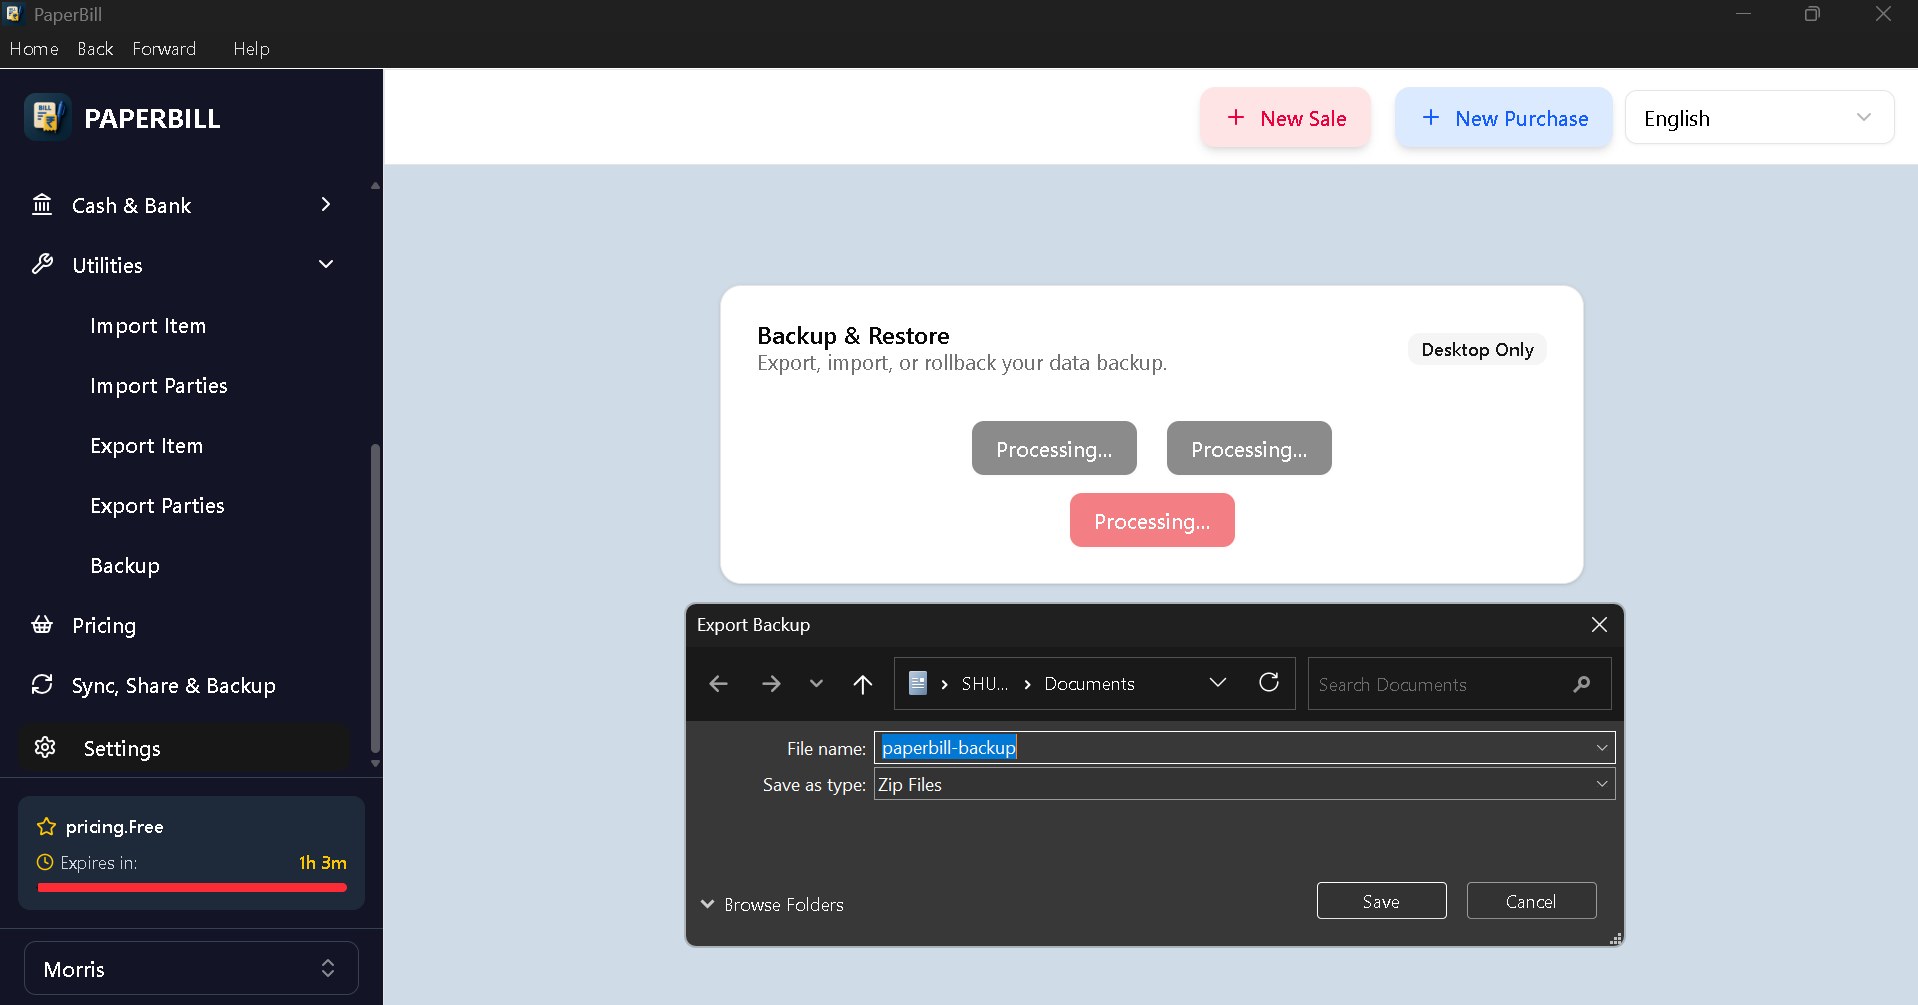 PaperBill
Home Back Forward Help
PAPERBILL
+ New Sale
+ New Purchase
English
Cash & Bank
Utilities
Import Item
Import Parties
Export Item
Export Parties
Backup
Pricing
Sync, Share & Backup
Settings
pricing.Free
Expires in: 1h 3m
Morris
Backup & Restore
Export, import, or rollback your data backup.
Desktop Only
Processing... Processing...
Processing...
Export Backup
SHU... › Documents
Search Documents
File name: paperbill-backup
Save as type: Zip Files
Browse Folders
Save Cancel